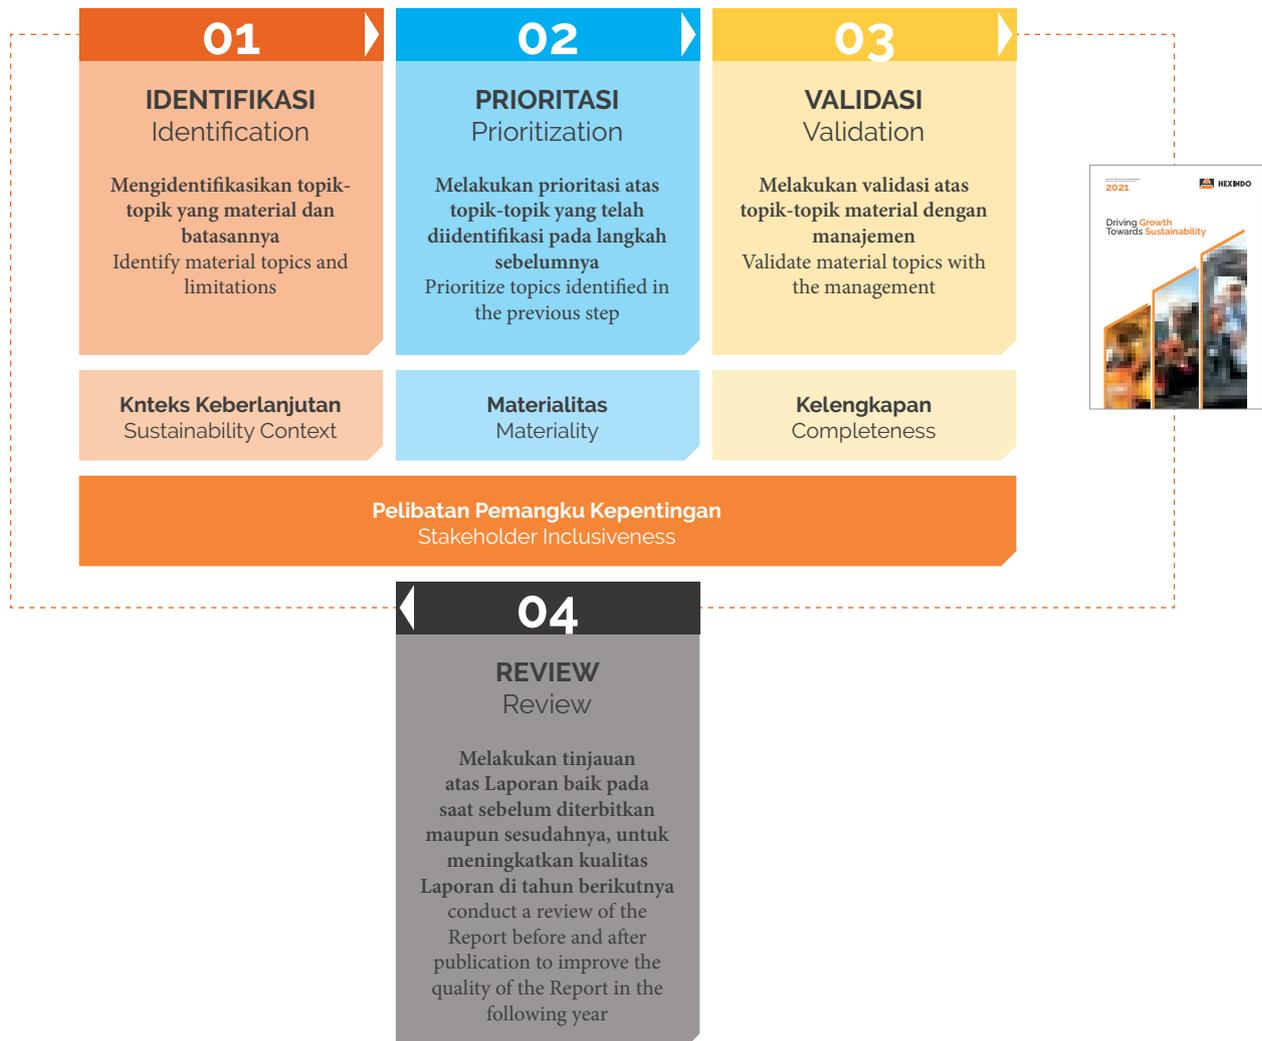 01
IDENTIFIKASI
Identification
Mengidentifikasikan topik-
topik yang material dan
batasannya
Identify material topics and
limitations
02
PRIORITASI
Prioritization
Melakukan prioritasi atas
topik-topik yang telah
diidentifikasi pada langkah
sebelumnya
Prioritize topics identified in
the previous step
03
VALIDASI
Validation
Melakukan validasi atas
topik-topik material dengan
manajemen
Validate material topics with
the management
Knteks Keberlanjutan
Sustainability Context
Materialitas
Materiality
Kelengkapan
Completeness
Pelibatan Pemangku Kepentingan
Stakeholder Inclusiveness
2021
HEXINDO
Driving Growth
Towards Sustainability
04
REVIEW
Review
Melakukan tinjauan
atas Laporan baik pada
saat sebelum diterbitkan
maupun sesudahnya, untuk
meningkatkan kualitas
Laporan di tahun berikutnya
conduct a review of the
Report before and after
publication to improve the
quality of the Report in the
following year